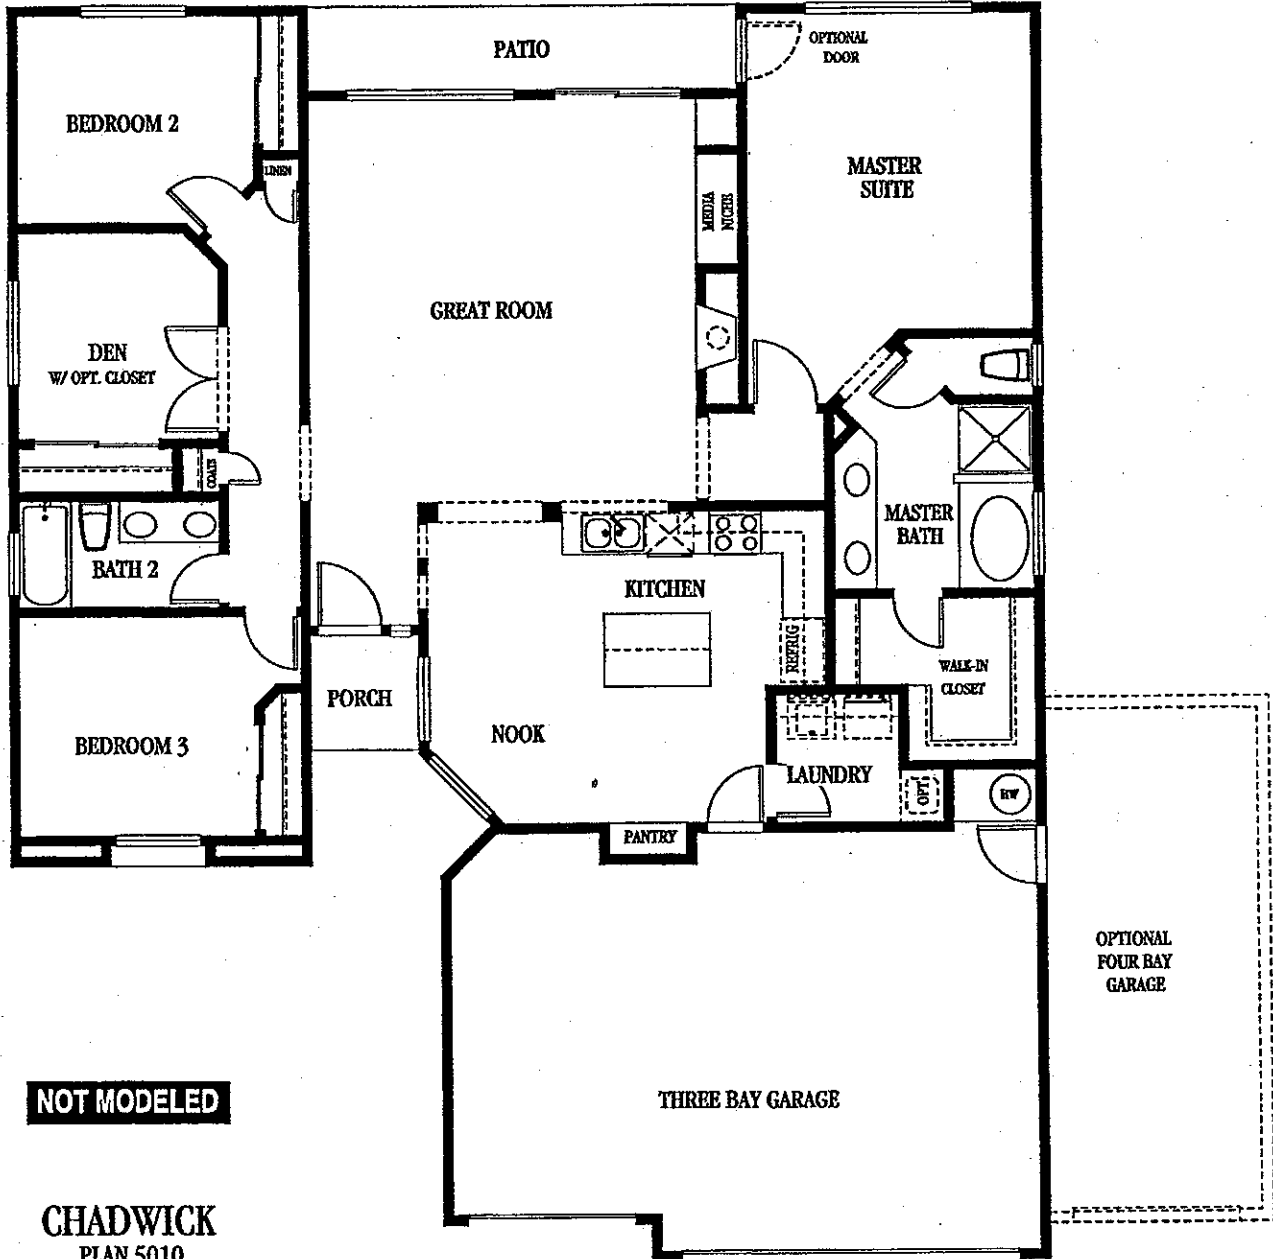 PATIO
OPTIONAL
DOOR
BEDROOM 2
LINEN
MASTER
SUITE
MEDIA
NICHE
GREAT ROOM
DEN
W/ OPT. CLOSET
COATS
MASTER
BATH
BATH 2
KITCHEN
REFRIG
WALK-IN
CLOSET
PORCH
NOOK
BEDROOM 3
LAUNDRY
OPT
HW
PANTRY
OPTIONAL
FOUR BAY
GARAGE
THREE BAY GARAGE
NOT MODELED
CHADWICK
PLAN 5010